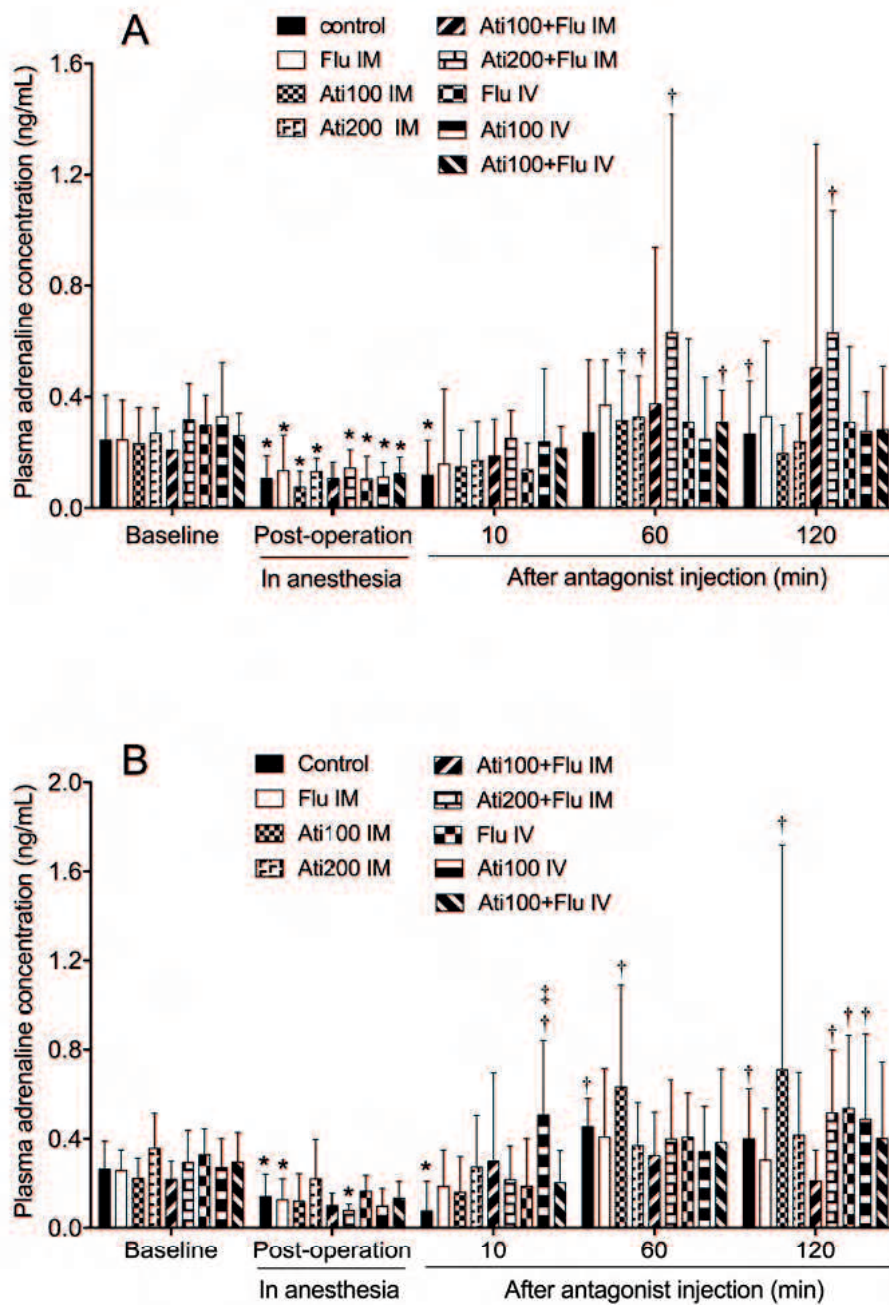 A
control
Flu IM
Ati100 IM
Ati200 IM
Ati100+Flu IM
Ati200+Flu IM
Flu IV
Ati100 IV
Ati100+Flu IV
Plasma adrenaline concentration (ng/mL)
1.6
1.2
0.8
0.4
0.0
†
†
† † † †
* * * * * * * * *
Baseline Post-operation 10 60 120
In anesthesia After antagonist injection (min)
B
Control
Flu IM
Ati100 IM
Ati200 IM
Ati100+Flu IM
Ati200+Flu IM
Flu IV
Ati100 IV
Ati100+Flu IV
Plasma adrenaline concentration (ng/mL)
2.0
1.6
1.2
0.8
0.4
0.0
†
†
‡
† † † † † †
* * * *
Baseline Post-operation 10 60 120
In anesthesia After antagonist injection (min)